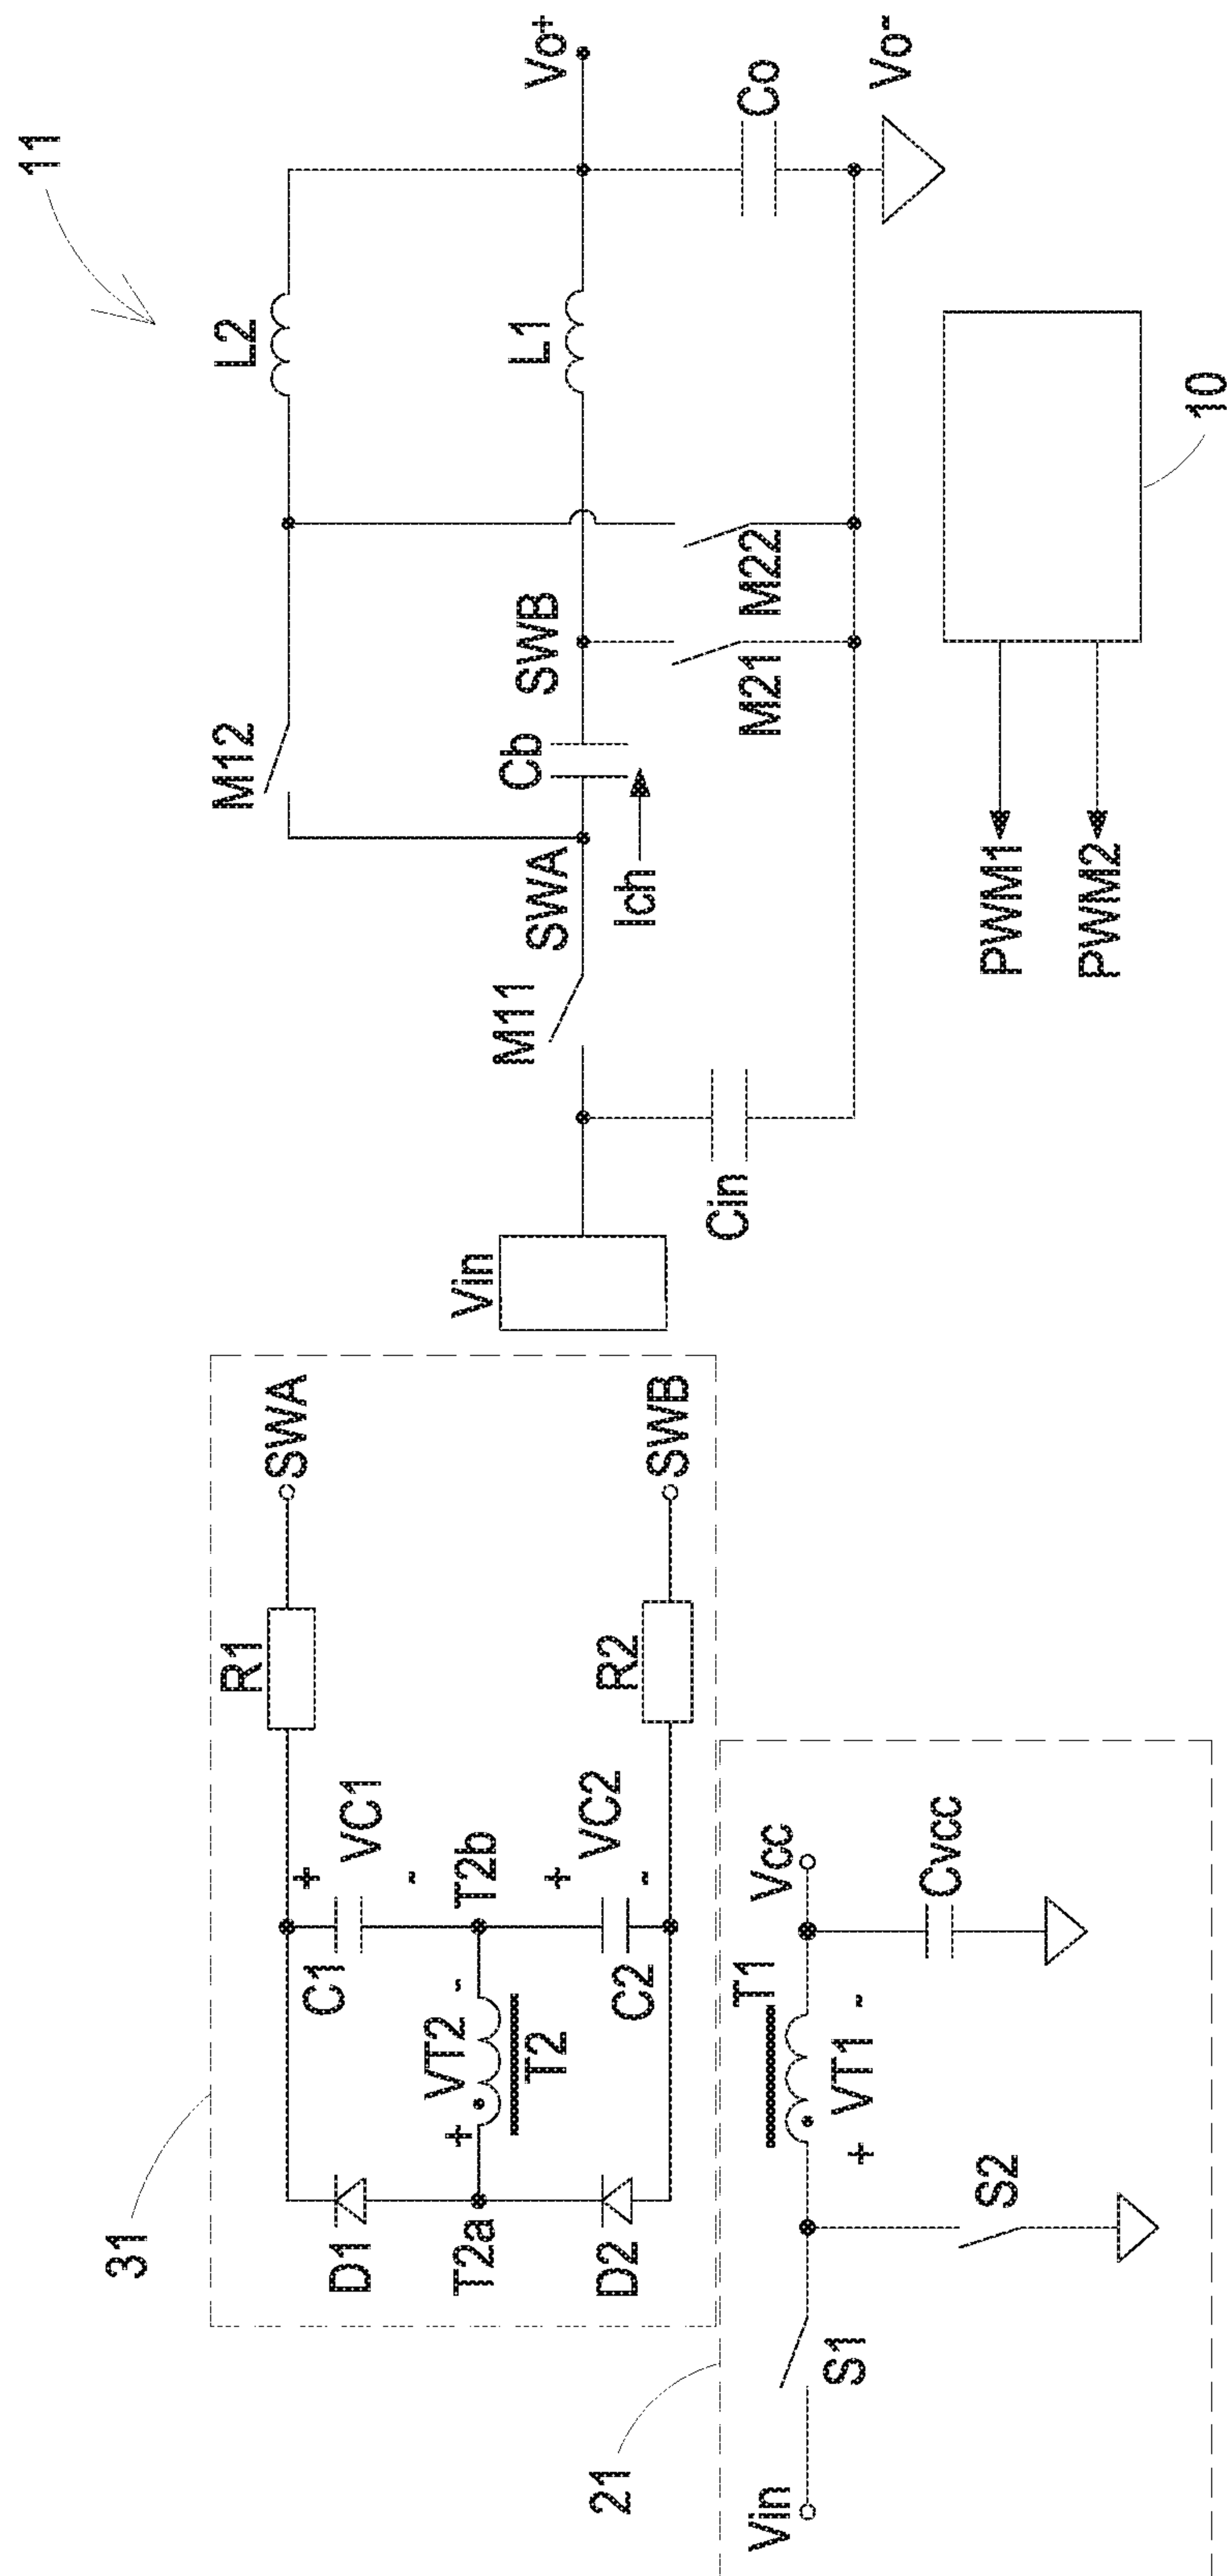 11
L2
Vo+
L1
Co
Vo-
M12
SWB
Cb
M22
M21
SWA
Ich
M11
Vin
Cin
10
PWM1
PWM2
31
R1
SWA
C1
+
VC1
-
T2b
D1
T2a
+
VT2
-
T2
+
VC2
-
C2
D2
R2
SWB
21
Vin
S1
S2
T1
+
VT1
-
Vcc
Cvcc